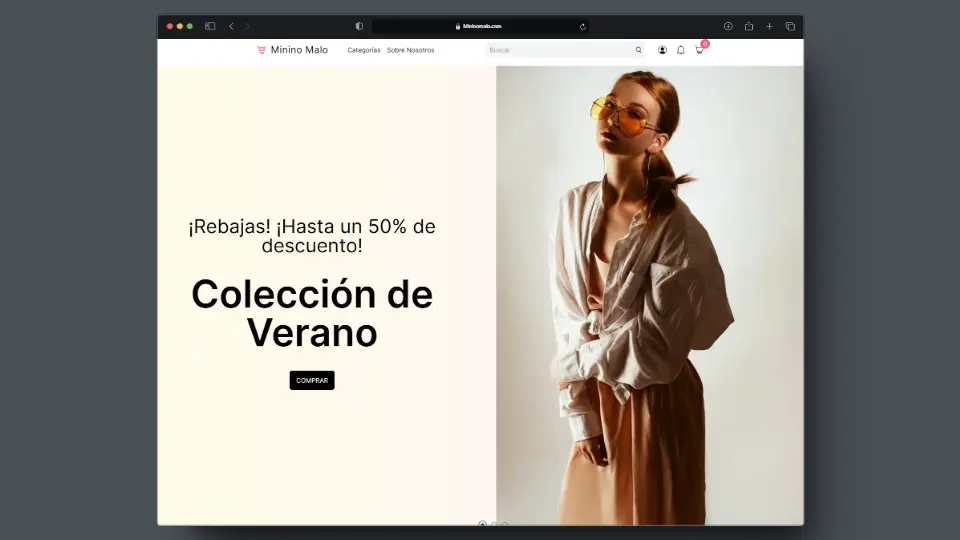 Mininomalo.com
Minino Malo
Categorías
Sobre Nosotros
Buscar
0
¡Rebajas! ¡Hasta un 50% de
descuento!
Colección de
Verano
COMPRAR